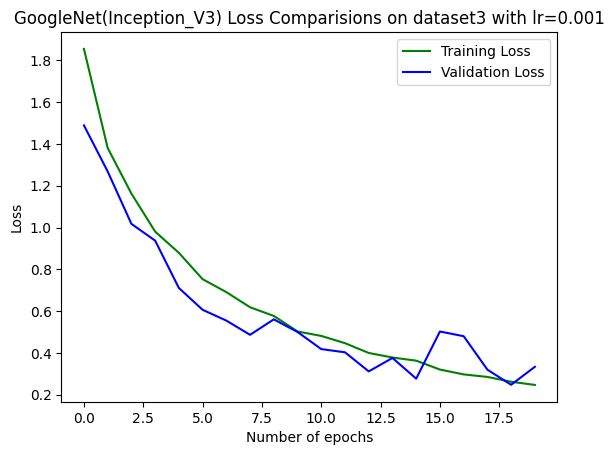 GoogleNet(Inception_V3) Loss Comparisions on dataset3 with lr=0.001
Training Loss
Validation Loss
1.8
1.6
1.4
1.2
1.0
0.8
0.6
0.4
0.2
Loss
0.0 2.5 5.0 7.5 10.0 12.5 15.0 17.5
Number of epochs